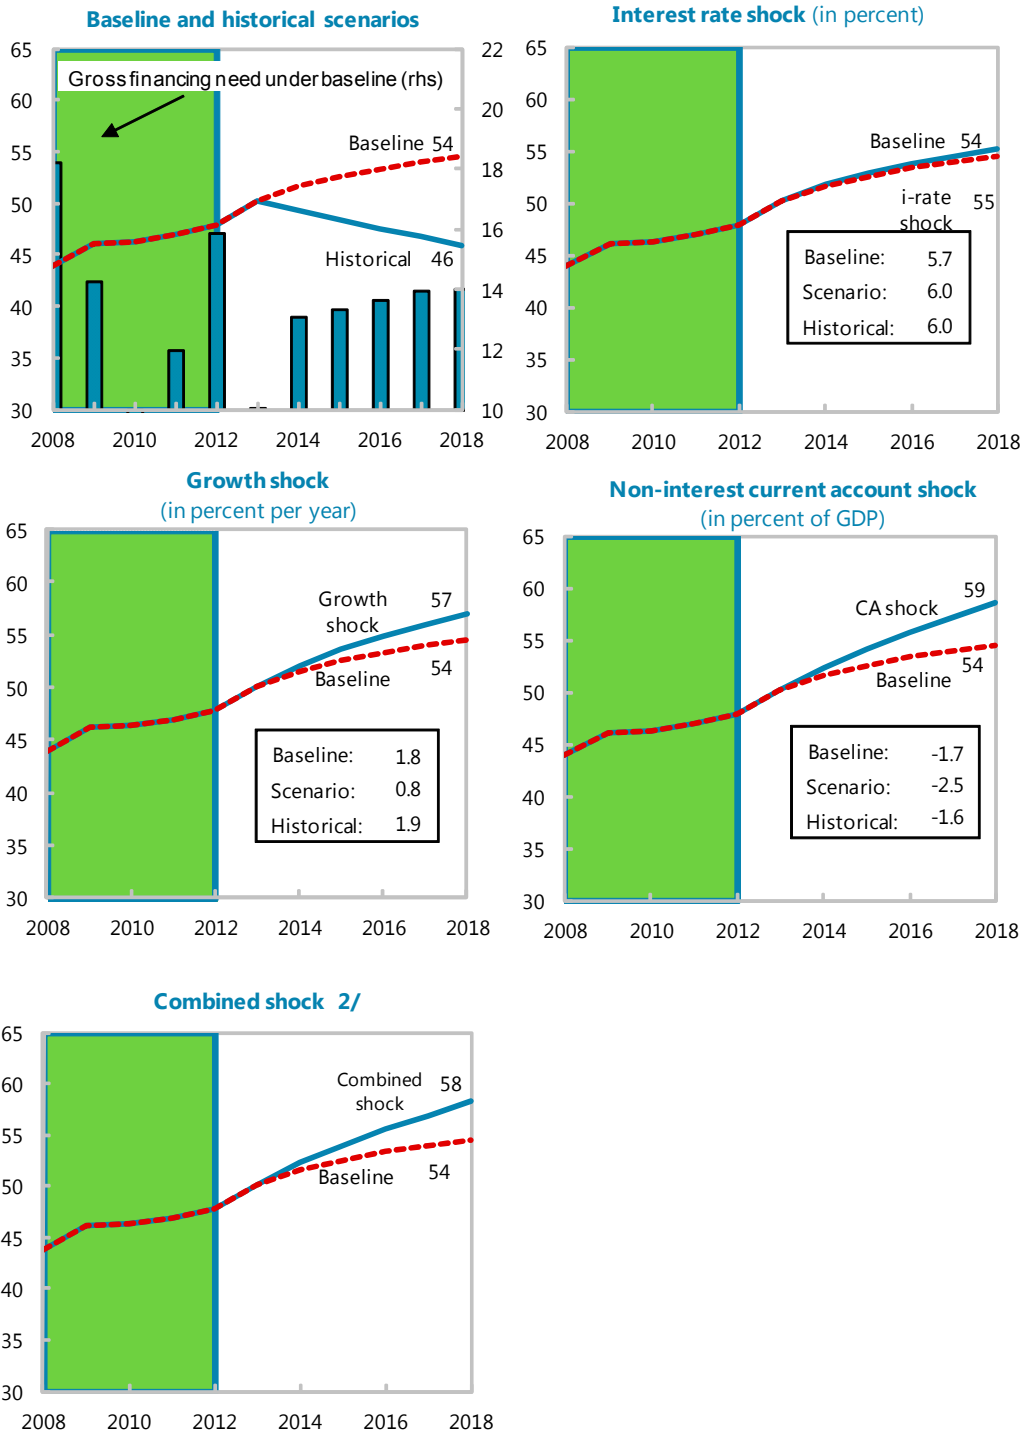 Baseline and historical scenarios
65
60
55
50
45
40
35
30
22
20
18
16
14
12
10
Gross financing need under baseline (rhs)
Baseline 54
Historical 46
2008 2010 2012 2014 2016 2018
Interest rate shock (in percent)
65
60
55
50
45
40
35
30
Baseline 54
i-rate
shock 55
Baseline: 5.7
Scenario: 6.0
Historical: 6.0
2008 2010 2012 2014 2016 2018
Growth shock
(in percent per year)
65
60
55
50
45
40
35
30
Growth
shock 57
Baseline 54
Baseline: 1.8
Scenario: 0.8
Historical: 1.9
2008 2010 2012 2014 2016 2018
Non-interest current account shock
(in percent of GDP)
65
60
55
50
45
40
35
30
CA shock 59
Baseline 54
Baseline: -1.7
Scenario: -2.5
Historical: -1.6
2008 2010 2012 2014 2016 2018
Combined shock 2/
65
60
55
50
45
40
35
30
Combined
shock 58
Baseline 54
2008 2010 2012 2014 2016 2018